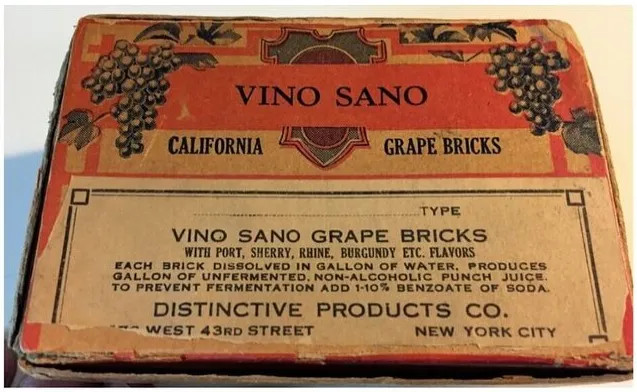 VINO SANO
CALIFORNIA GRAPE BRICKS
TYPE
VINO SANO GRAPE BRICKS
WITH PORT, SHERRY, RHINE, BURGUNDY ETC. FLAVORS
EACH BRICK DISSOLVED IN GALLON OF WATER, PRODUCES
GALLON OF UNFERMENTED, NON-ALCOHOLIC PUNCH JUICE.
TO PREVENT FERMENTATION ADD 1-10% BENZOATE OF SODA.
DISTINCTIVE PRODUCTS CO.
WEST 43RD STREET NEW YORK CITY